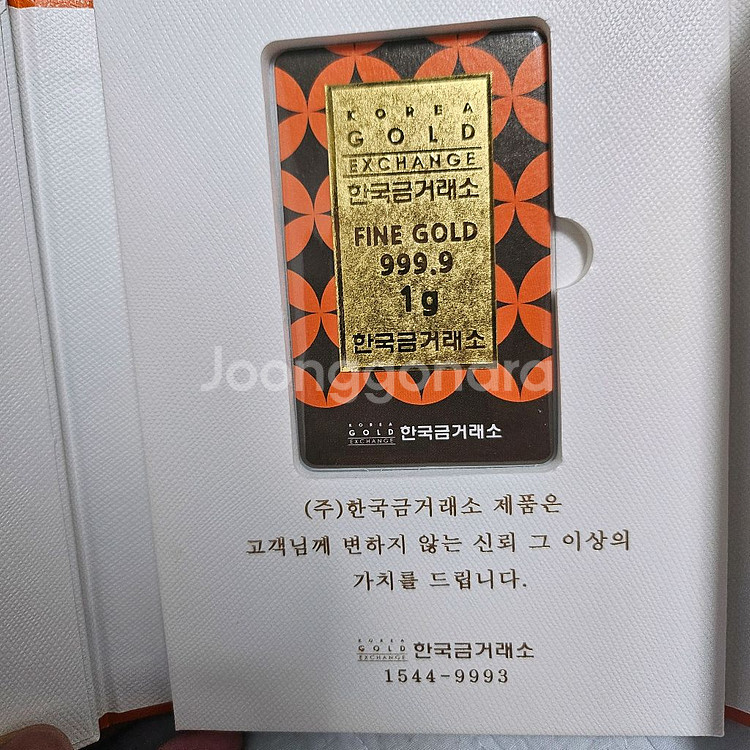 KOREA
GOLD
EXCHANGE
한국금거래소
FINE GOLD
999.9
1g
한국금거래소
Joonggonara
KOREA
GOLD
EXCHANGE
한국금거래소
(주)한국금거래소 제품은
고객님께 변하지 않는 신뢰 그 이상의
가치를 드립니다.
KOREA
GOLD
EXCHANGE
한국금거래소
1544-9993